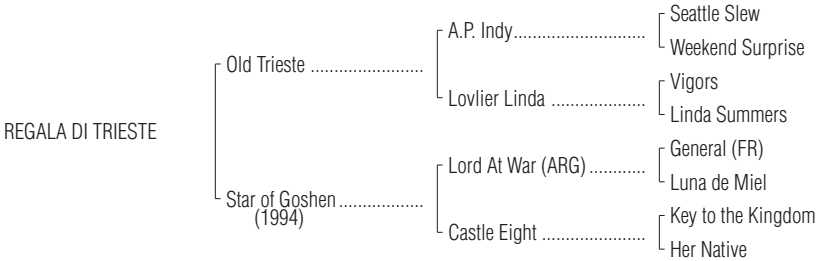 Seattle Slew
A.P. Indy............................
Weekend Surprise
Old Trieste ........................
Vigors
Lovlier Linda ....................
Linda Summers
REGALA DI TRIESTE
General (FR)
Lord At War (ARG) ............
Luna de Miel
Star of Goshen..................
(1994)
Key to the Kingdom
Castle Eight ......................
Her Native